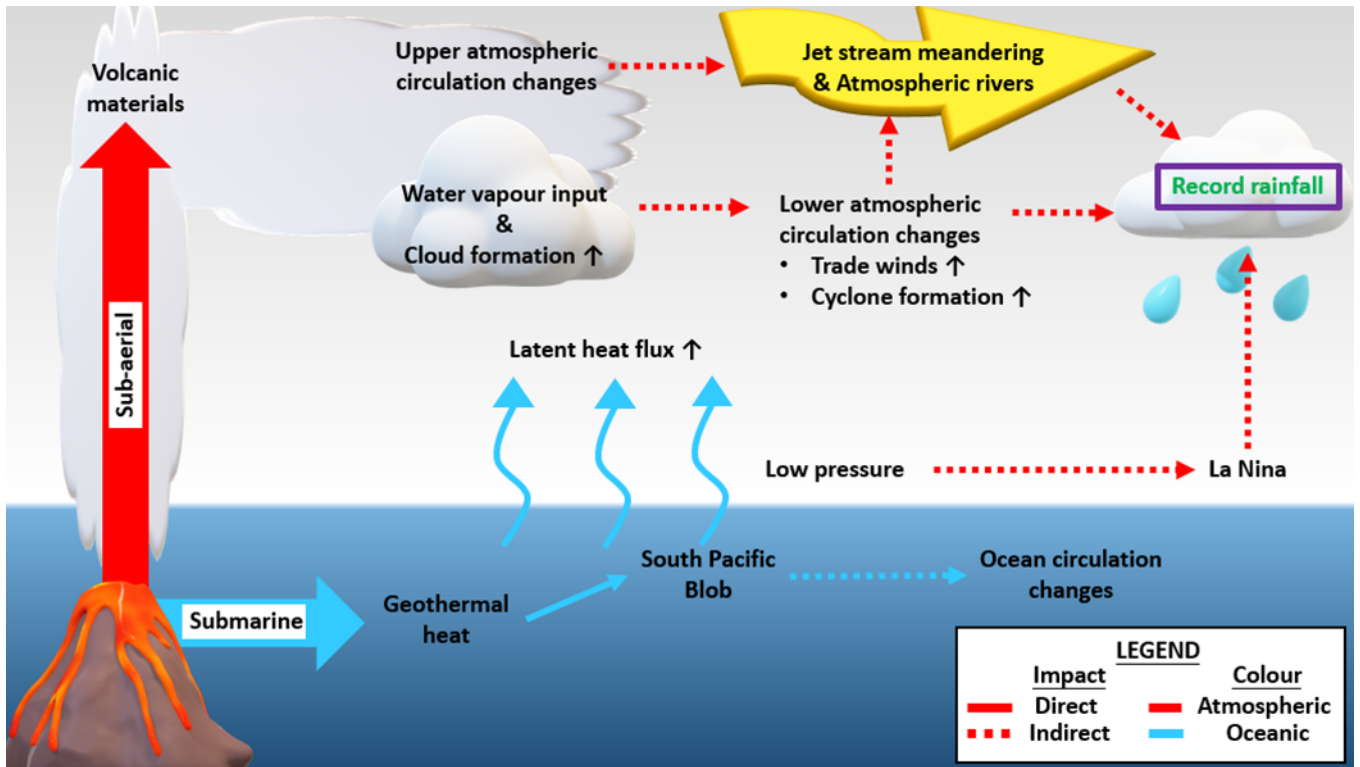 Volcanic
materials
Upper atmospheric
circulation changes
Jet stream meandering
& Atmospheric rivers
Water vapour input
&
Cloud formation ↑
Lower atmospheric
circulation changes
• Trade winds ↑
• Cyclone formation ↑
Record rainfall
Sub-aerial
Latent heat flux ↑
Low pressure
La Nina
South Pacific
Blob
Ocean circulation
changes
Submarine
Geothermal
heat
LEGEND
Impact Colour
Direct Atmospheric
Indirect Oceanic